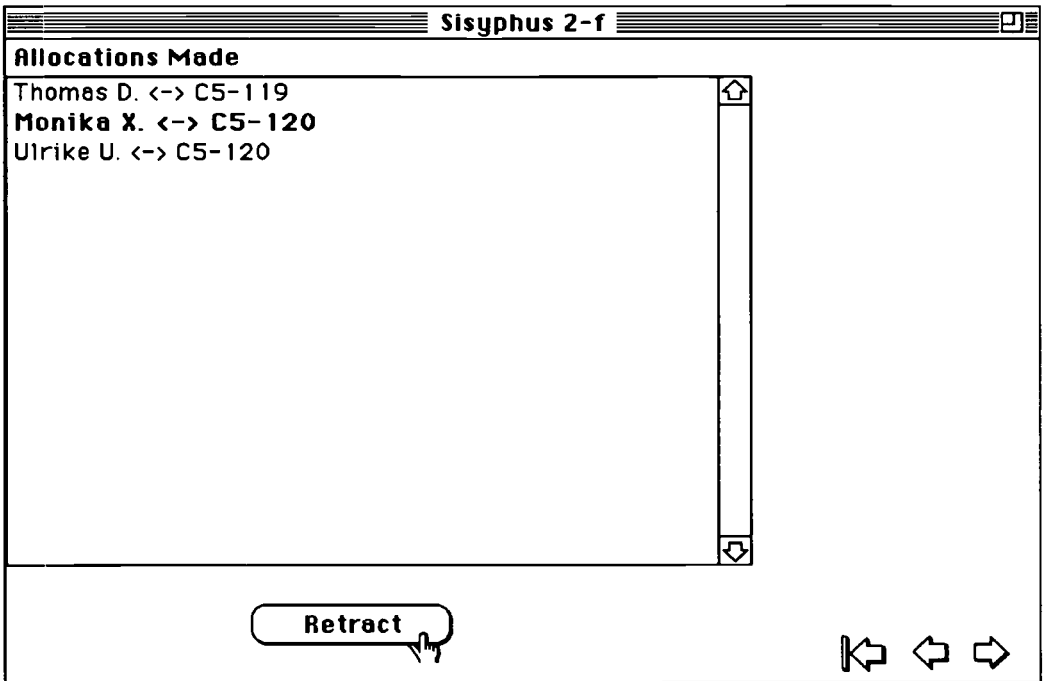 Sisyphus 2-f
Allocations Made
Thomas D. <-> C5-119
Monika X. <-> C5-120
Ulrike U. <-> C5-120
Retract